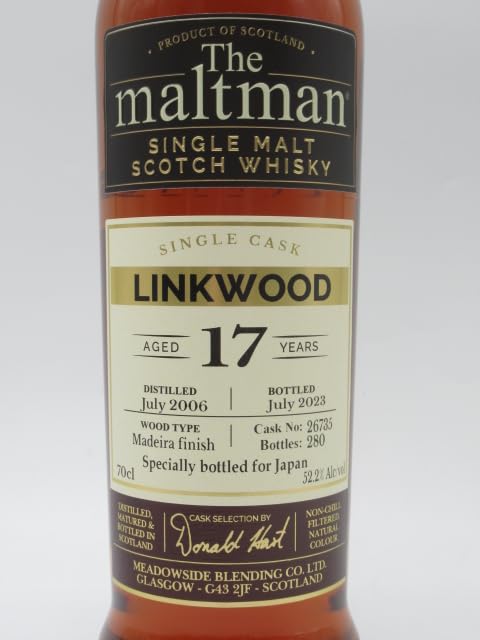 PRODUCT OF SCOTLAND
The
maltman
SINGLE MALT
SCOTCH WHISKY
SINGLE CASK
LINKWOOD
AGED 17 YEARS
DISTILLED
July 2006
BOTTLED
July 2023
WOOD TYPE
Madeira finish
Cask No: 26735
Bottles: 280
Specially bottled for Japan
70cl
52.2% Alc/vol
DISTILLED,
MATURED &
BOTTLED IN
SCOTLAND
CASK SELECTION BY
Donald Hart
NON-CHILL
FILTERED.
NATURAL
COLOUR.
MEADOWSIDE BLENDING CO. LTD.
GLASGOW - G43 2JF - SCOTLAND